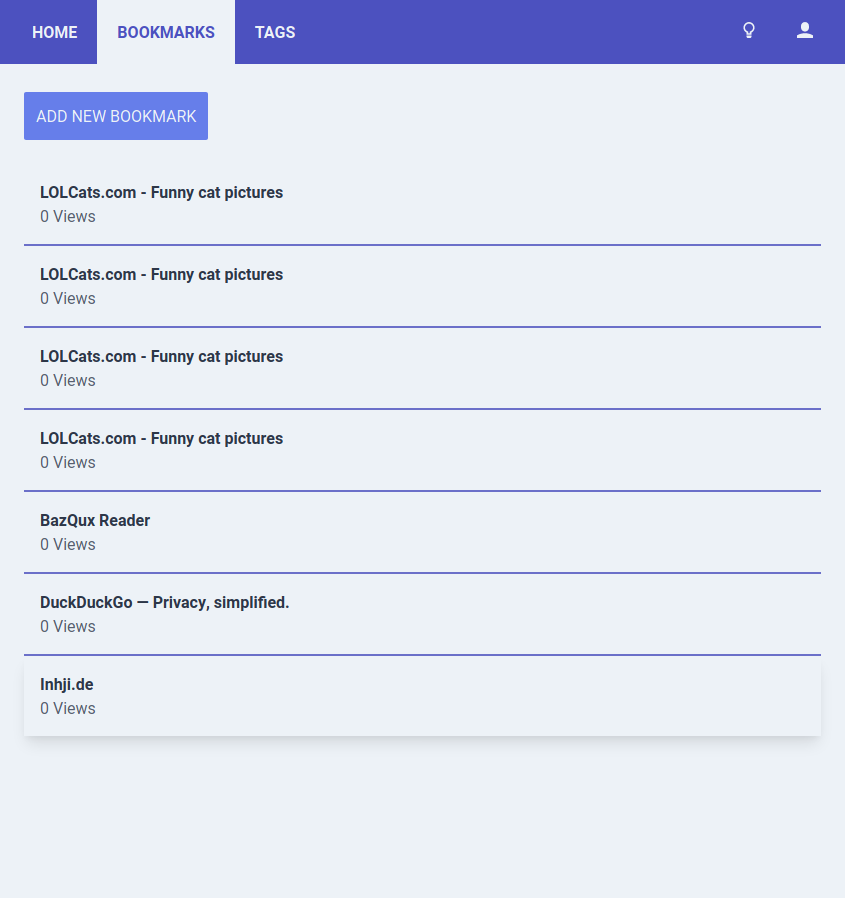 HOME
BOOKMARKS
TAGS
ADD NEW BOOKMARK
LOLCats.com - Funny cat pictures
0 Views
LOLCats.com - Funny cat pictures
0 Views
LOLCats.com - Funny cat pictures
0 Views
LOLCats.com - Funny cat pictures
0 Views
BazQux Reader
0 Views
DuckDuckGo — Privacy, simplified.
0 Views
Inhji.de
0 Views